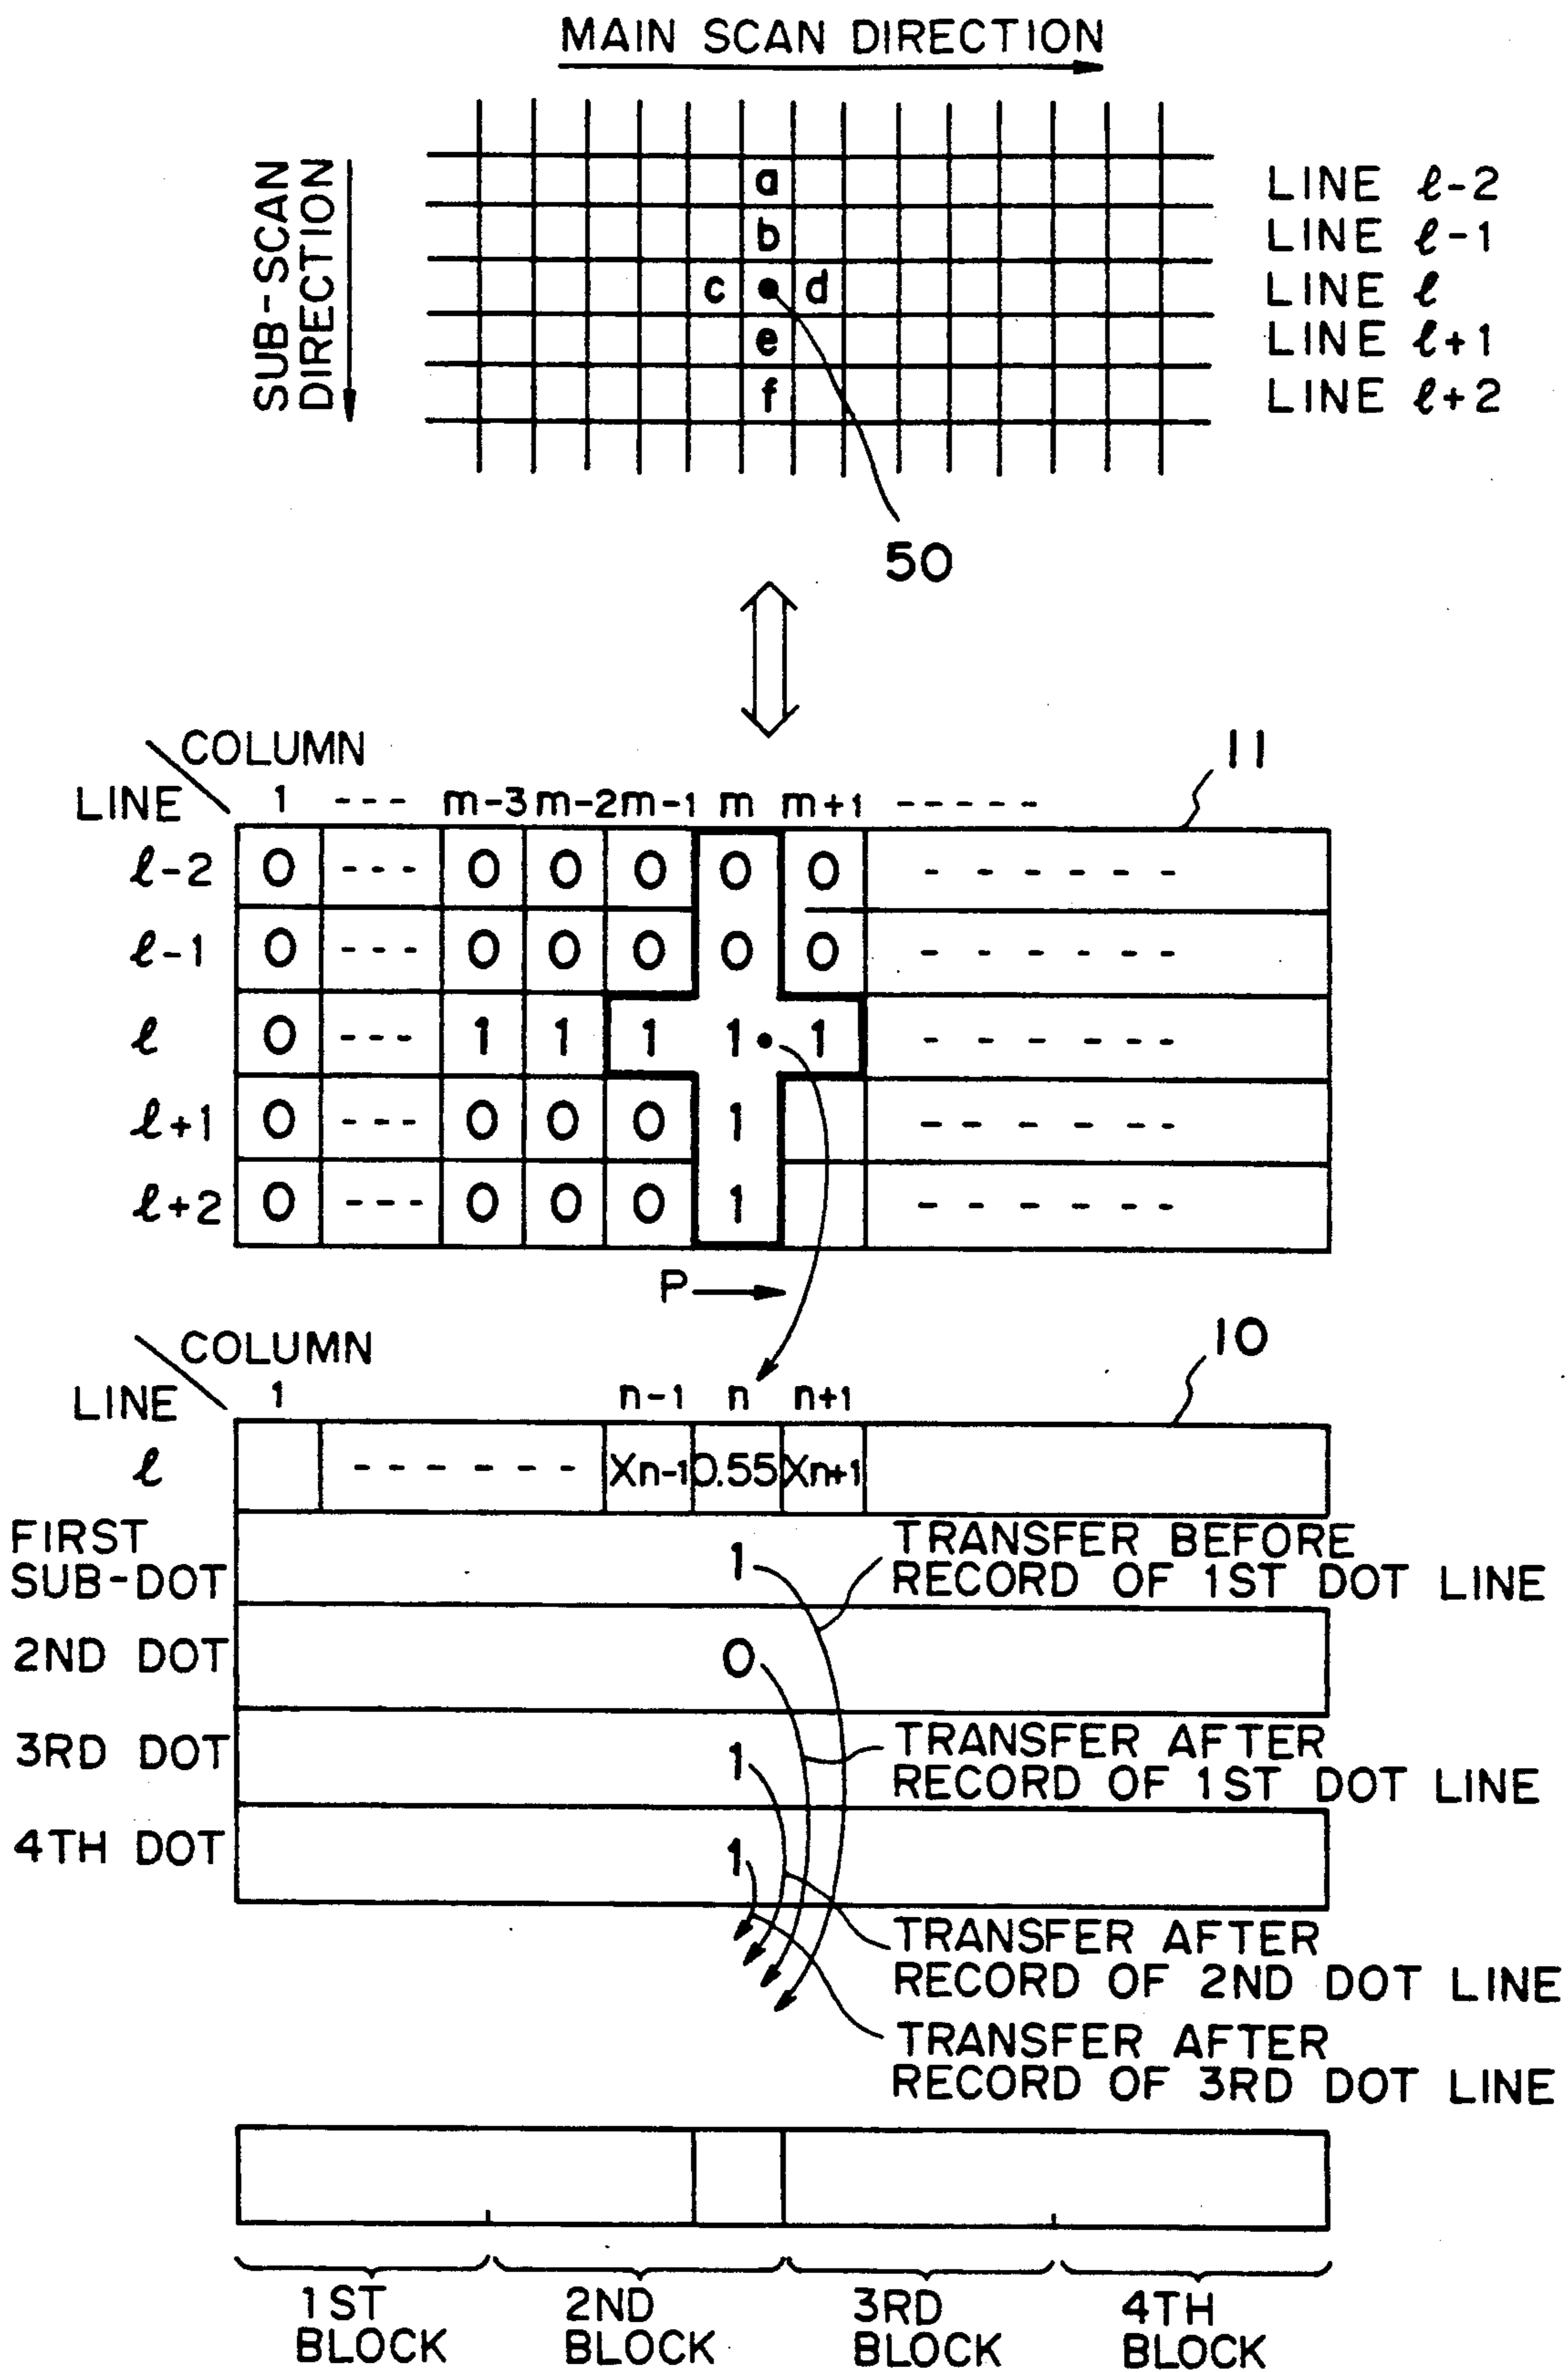 MAIN SCAN DIRECTION
SUB-SCAN
DIRECTION
a
LINE ℓ-2
b
LINE ℓ-1
c d
LINE ℓ
e
LINE ℓ+1
f
LINE ℓ+2
50
COLUMN
11
LINE 1 --- m-3 m-2 m-1 m m+1 -----
ℓ-2 0 --- 0 0 0 0 0 ------
ℓ-1 0 --- 0 0 0 0 0 ------
ℓ 0 --- 1 1 1 1 1 ------
ℓ+1 0 --- 0 0 0 1 ------
ℓ+2 0 --- 0 0 0 1 ------
P
COLUMN
10
LINE 1 n-1 n n+1
ℓ ------ Xn-1 0.55 Xn+1
FIRST
SUB-DOT
1
TRANSFER BEFORE
RECORD OF 1ST DOT LINE
2ND DOT 0
3RD DOT 1
TRANSFER AFTER
RECORD OF 1ST DOT LINE
4TH DOT 1
TRANSFER AFTER
RECORD OF 2ND DOT LINE
TRANSFER AFTER
RECORD OF 3RD DOT LINE
1ST
BLOCK
2ND
BLOCK
3RD
BLOCK
4TH
BLOCK